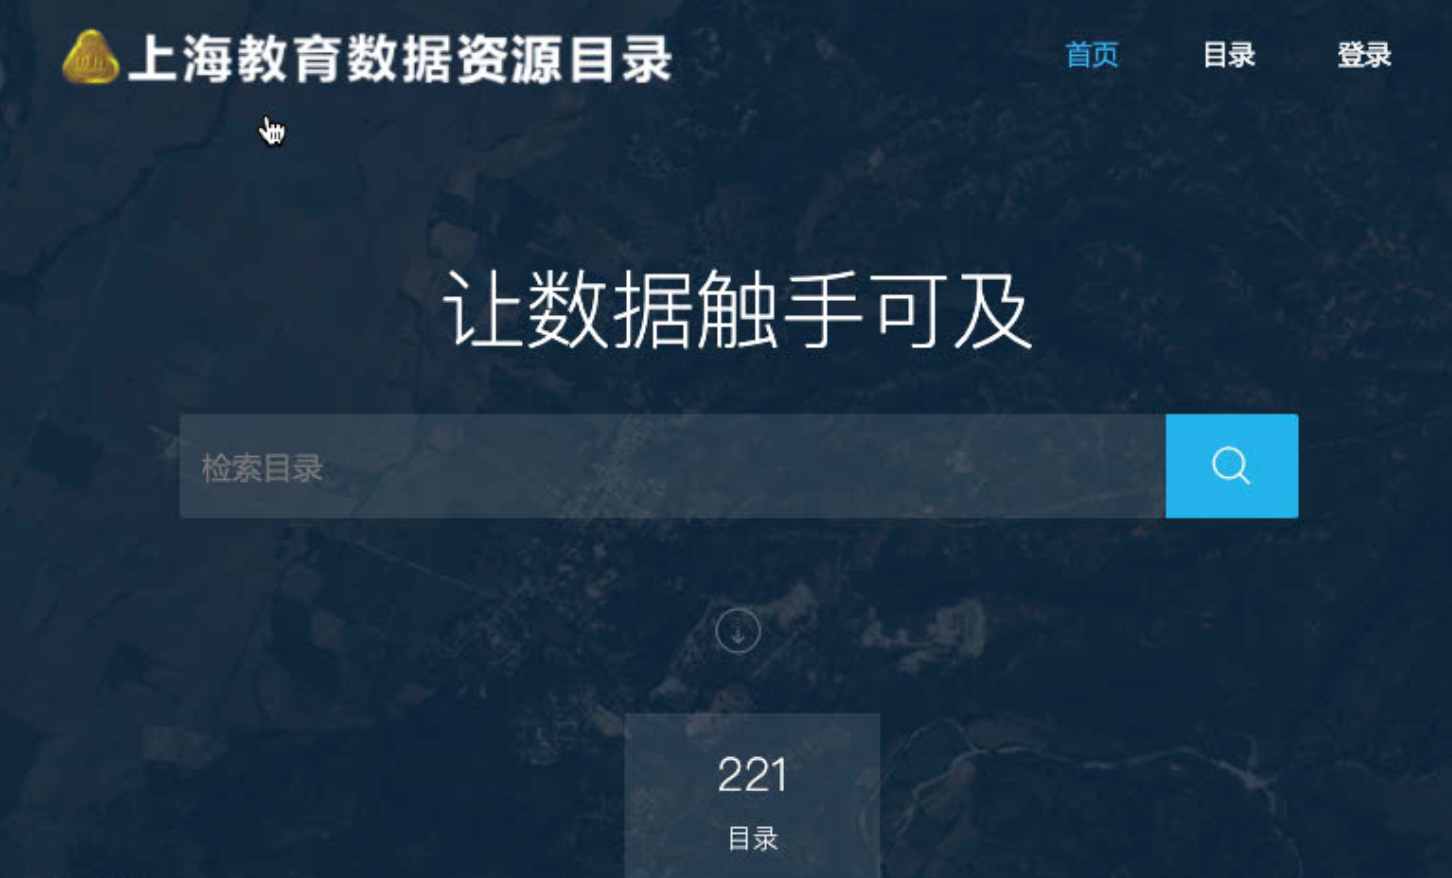 上海教育数据资源目录
首页 目录 登录
让数据触手可及
检索目录
221
目录